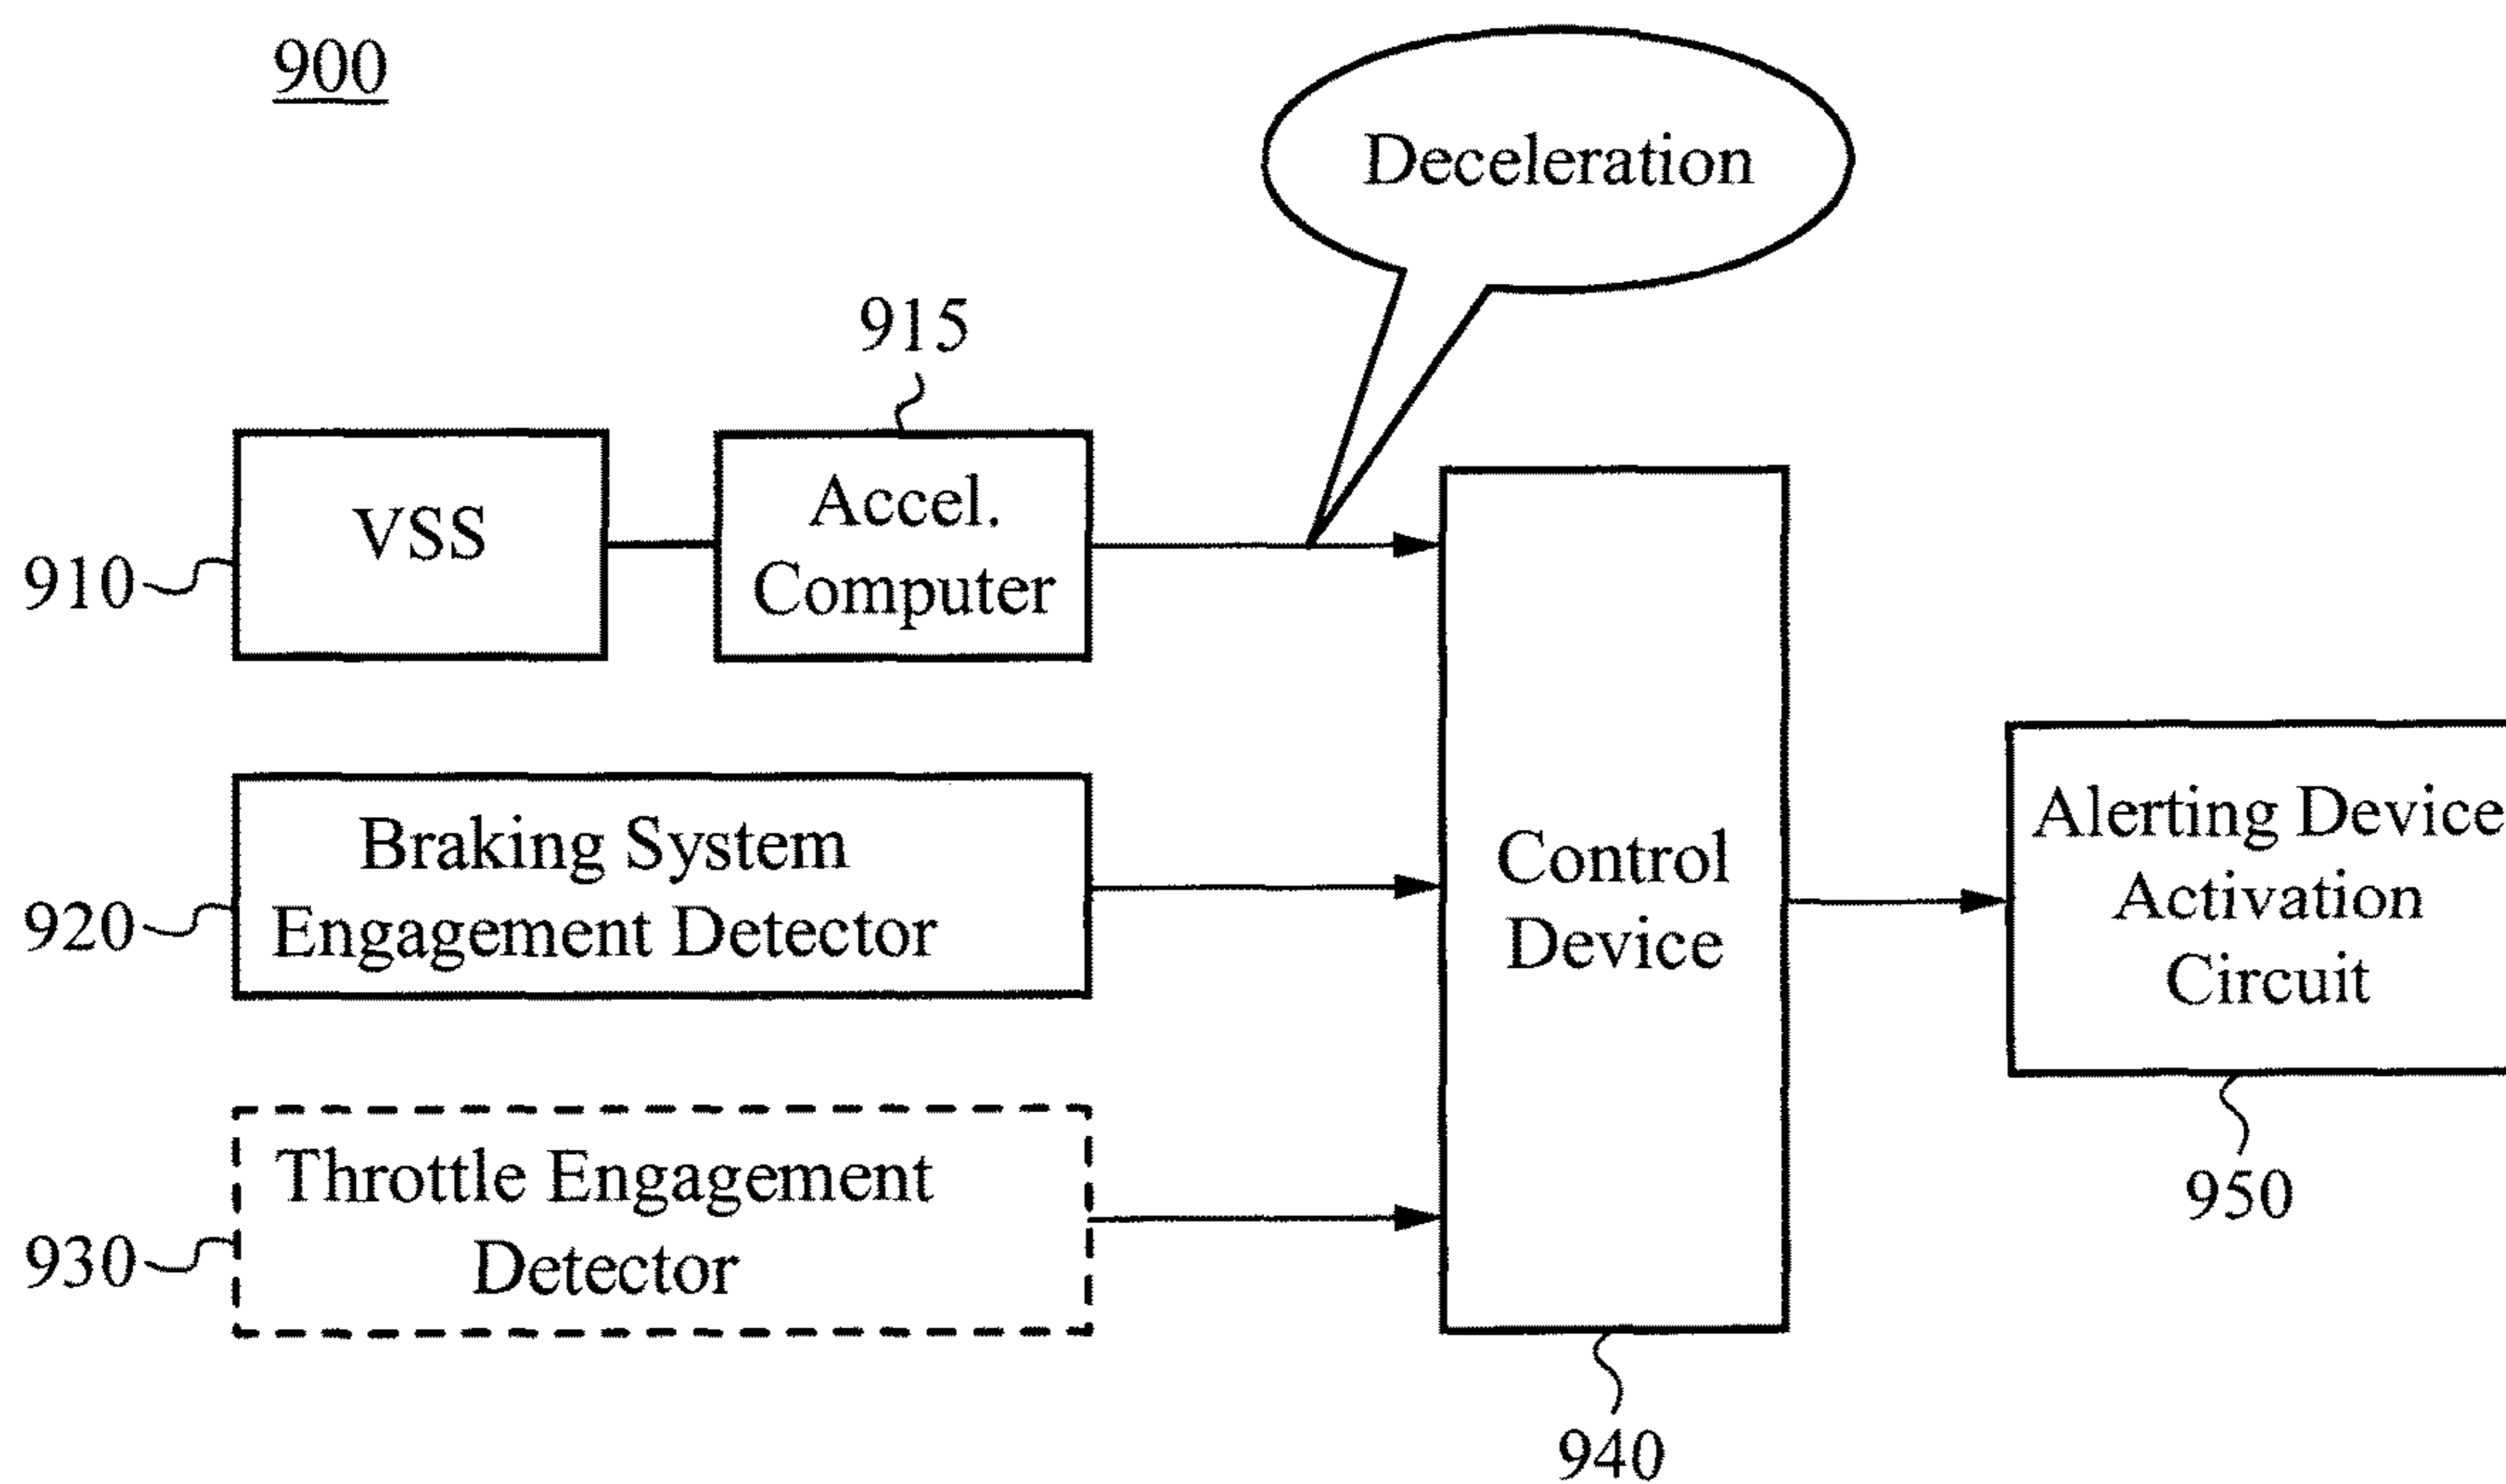 900
Deceleration
915
VSS
Accel.
Computer
910
Braking System
Engagement Detector
920
Control
Device
Alerting Device
Activation
Circuit
Throttle Engagement
Detector
930
950
940